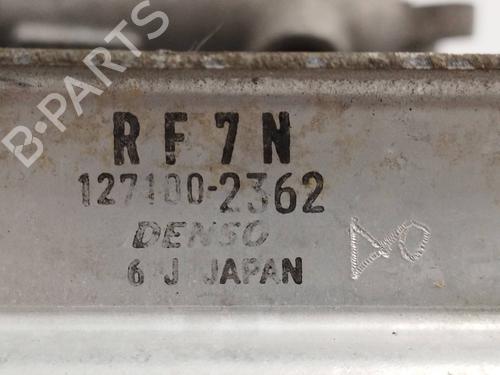 B-PARTS
RF7N
127100-2362
DENSO
6 J JAPAN